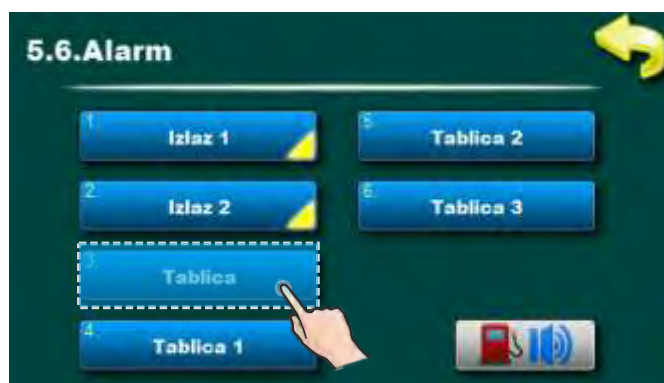 5.6.Alarm
1. Izlaz 1
2. Izlaz 2
3. Tablica
4. Tablica 1
5. Tablica 2
6. Tablica 3